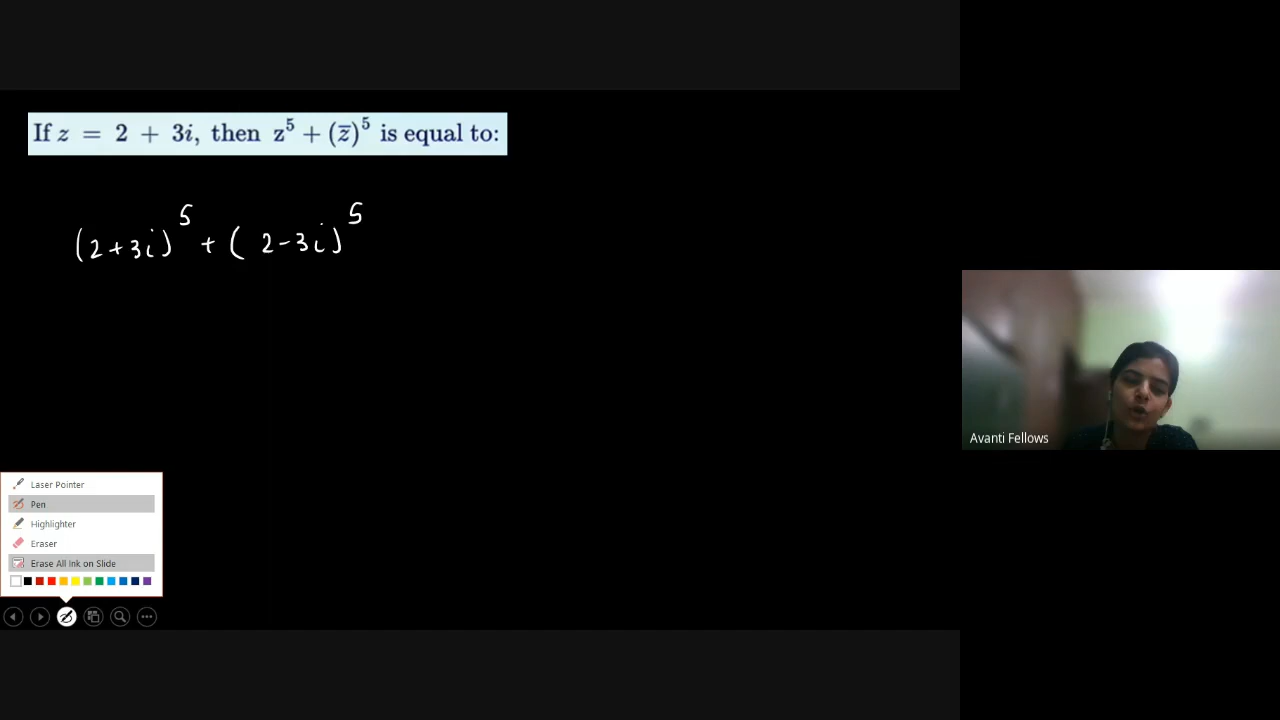 If z = 2 + 3i, then z⁵ + (z̅)⁵ is equal to:
(2+3i)⁵ + (2-3i)⁵
Avanti Fellows
Laser Pointer
Pen
Highlighter
Eraser
Erase All Ink on Slide